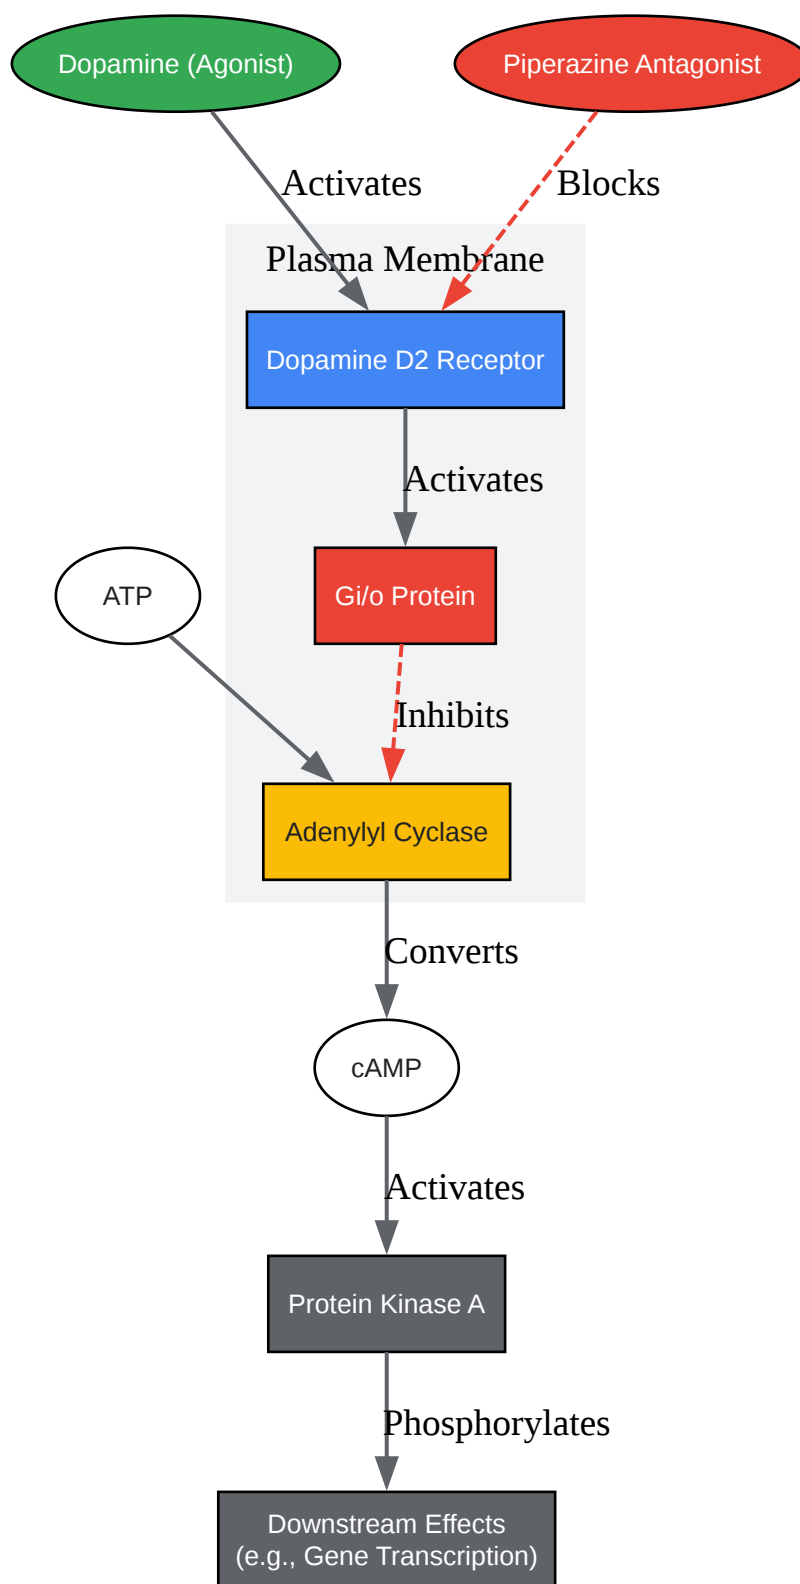 Dopamine (Agonist)
Piperazine Antagonist
Activates
Blocks
Plasma Membrane
Dopamine D2 Receptor
Activates
ATP
Gi/o Protein
Inhibits
Adenylyl Cyclase
Converts
cAMP
Activates
Protein Kinase A
Phosphorylates
Downstream Effects
(e.g., Gene Transcription)